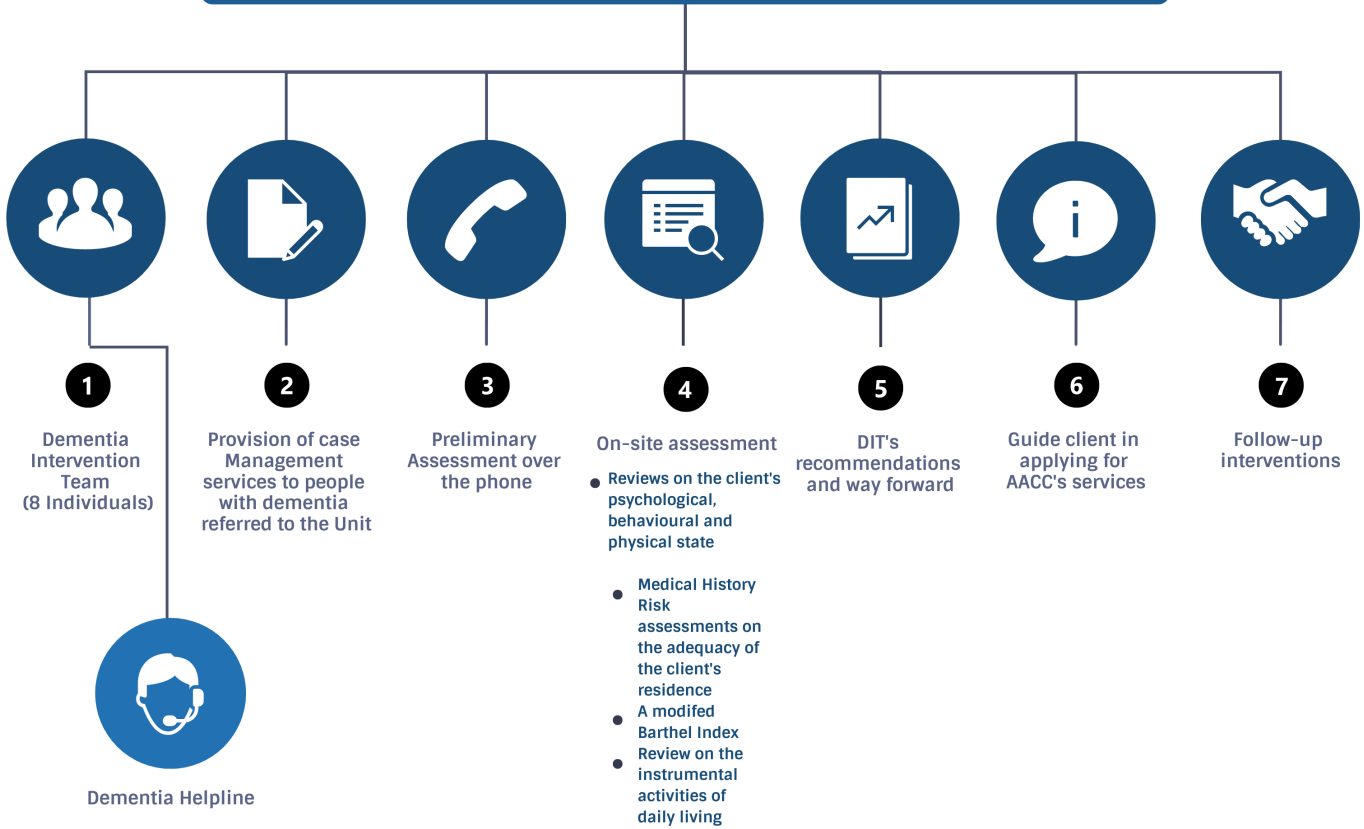 i
1
Dementia
Intervention
Team
(8 Individuals)
Dementia Helpline
2
Provision of case
Management
services to people
with dementia
referred to the Unit
3
Preliminary
Assessment over
the phone
4
On-site assessment
Reviews on the client's
psychological,
behavioural and
physical state
Medical History
Risk
assessments on
the adequacy of
the client's
residence
A modifed
Barthel Index
Review on the
instrumental
activities of
daily living
5
DIT's
recommendations
and way forward
6
Guide client in
applying for
AACC's services
7
Follow-up
interventions